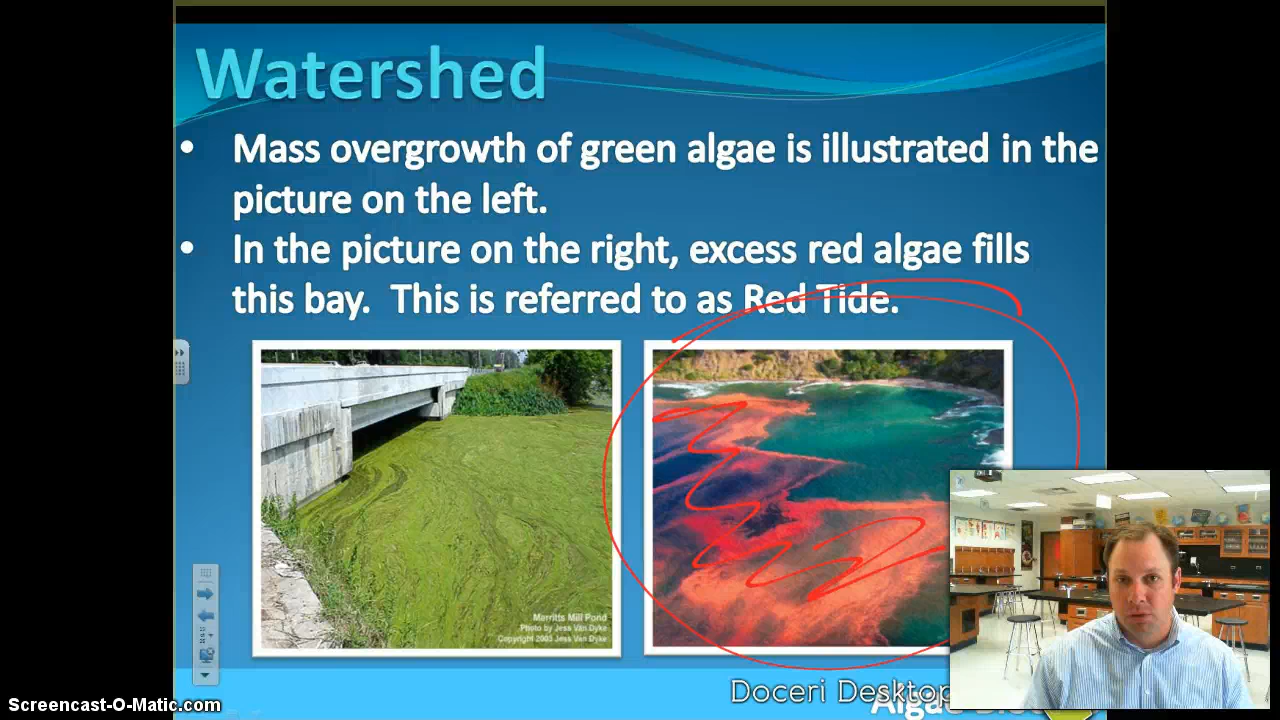 Watershed
• Mass overgrowth of green algae is illustrated in the
picture on the left.
• In the picture on the right, excess red algae fills
this bay. This is referred to as Red Tide.
Merritts Mill Pond
Photo by Jess Van Dyke
Copyright 2003 Jess Van Dyke
Doceri Desktop
Algae
Screencast-O-Matic.com